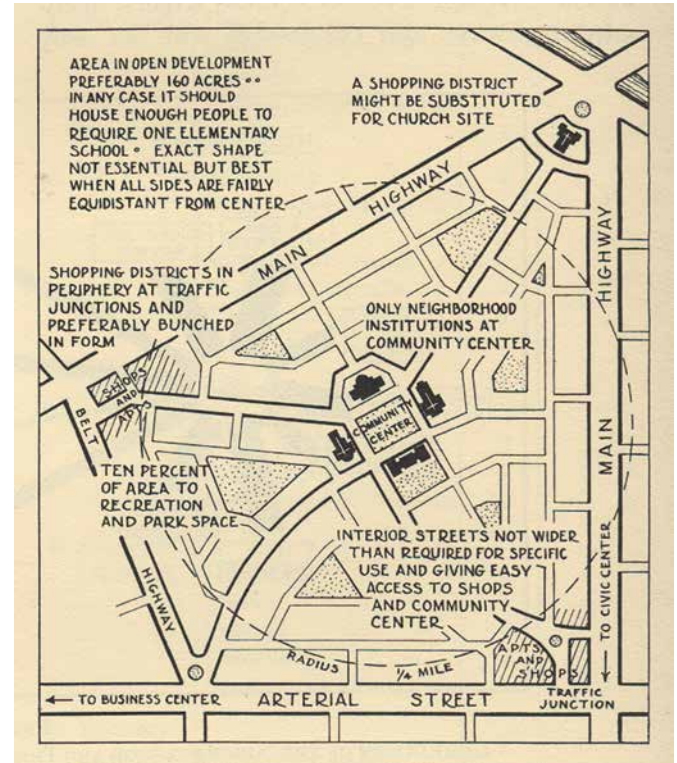 AREA IN OPEN DEVELOPMENT
PREFERABLY 160 ACRES ••
IN ANY CASE IT SHOULD
HOUSE ENOUGH PEOPLE TO
REQUIRE ONE ELEMENTARY
SCHOOL • EXACT SHAPE
NOT ESSENTIAL BUT BEST
WHEN ALL SIDES ARE FAIRLY
EQUIDISTANT FROM CENTER
A SHOPPING DISTRICT
MIGHT BE SUBSTITUTED
FOR CHURCH SITE
MAIN HIGHWAY
HIGHWAY
MAIN
SHOPPING DISTRICTS IN
PERIPHERY AT TRAFFIC
JUNCTIONS AND
PREFERABLY BUNCHED
IN FORM
ONLY NEIGHBORHOOD
INSTITUTIONS AT
COMMUNITY CENTER
SHOPS
AND
APTS
BELT
HIGHWAY
COMMUNITY
CENTER
TEN PERCENT
OF AREA TO
RECREATION
AND PARK SPACE
INTERIOR STREETS NOT WIDER
THAN REQUIRED FOR SPECIFIC
USE AND GIVING EASY
ACCESS TO SHOPS
AND COMMUNITY
CENTER
TO CIVIC CENTER →
RADIUS 1/4 MILE
APTS
AND
SHOPS
TRAFFIC
JUNCTION
← TO BUSINESS CENTER
ARTERIAL STREET